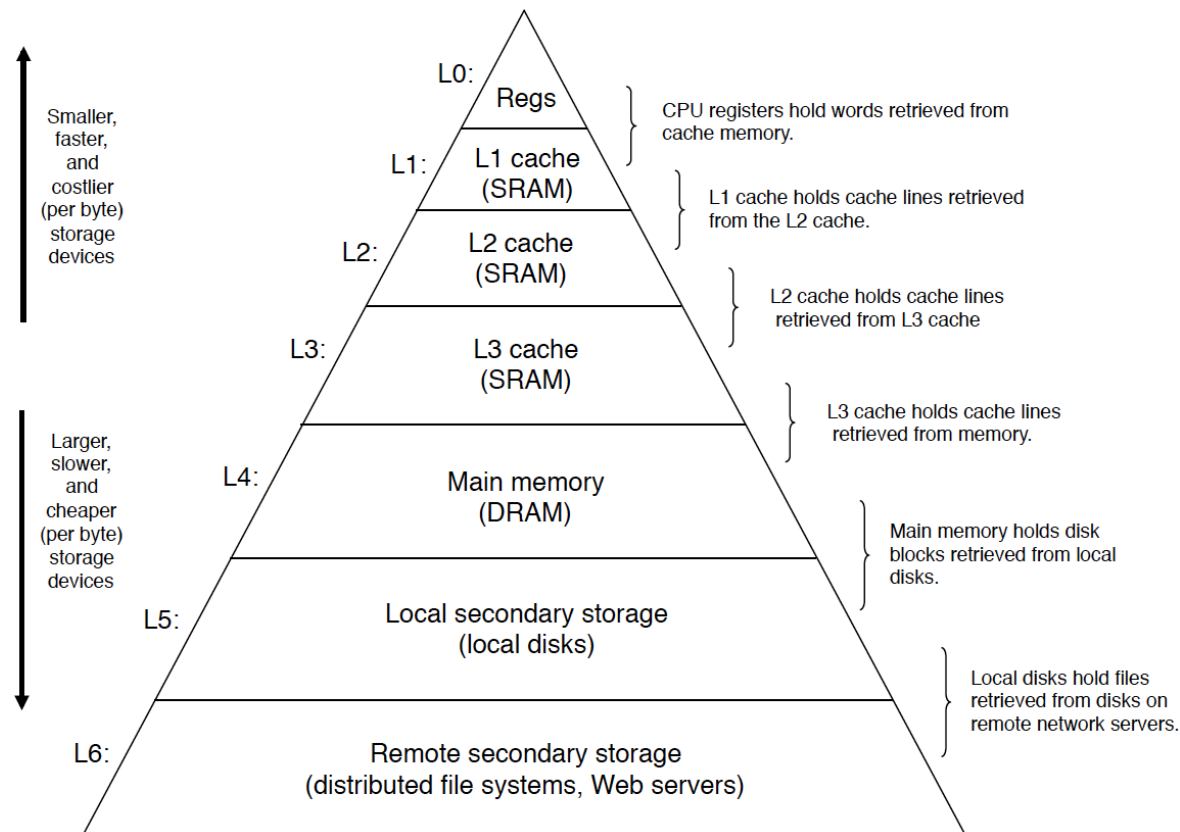 L0:
Regs
CPU registers hold words retrieved from
cache memory.
Smaller,
faster,
and
costlier
(per byte)
storage
devices
L1:
L1 cache
(SRAM)
L1 cache holds cache lines retrieved
from the L2 cache.
L2:
L2 cache
(SRAM)
L2 cache holds cache lines
retrieved from L3 cache
L3:
L3 cache
(SRAM)
L3 cache holds cache lines
retrieved from memory.
Larger,
slower,
and
cheaper
(per byte)
storage
devices
L4:
Main memory
(DRAM)
Main memory holds disk
blocks retrieved from local
disks.
L5:
Local secondary storage
(local disks)
Local disks hold files
retrieved from disks on
remote network servers.
L6:
Remote secondary storage
(distributed file systems, Web servers)